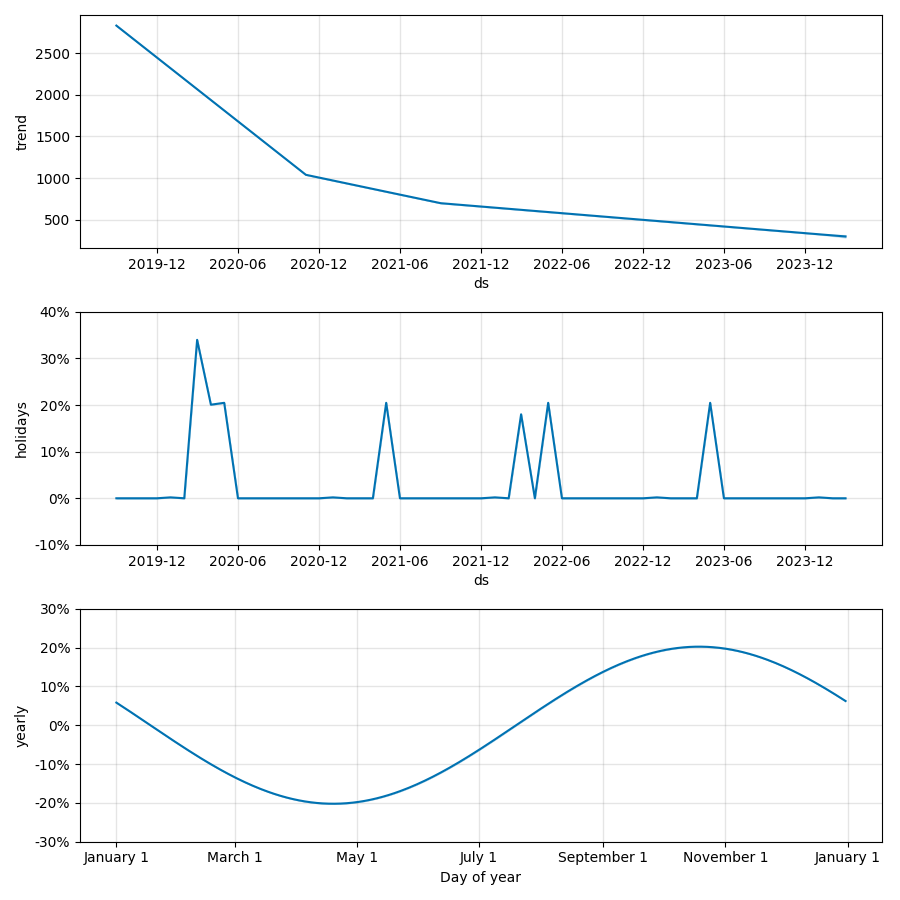 2500
2000
1500
1000
500
trend
2019-12 2020-06 2020-12 2021-06 2021-12 2022-06 2022-12 2023-06 2023-12
ds
40%
30%
20%
10%
0%
-10%
holidays
2019-12 2020-06 2020-12 2021-06 2021-12 2022-06 2022-12 2023-06 2023-12
ds
30%
20%
10%
0%
-10%
-20%
-30%
yearly
January 1 March 1 May 1 July 1 September 1 November 1 January 1
Day of year